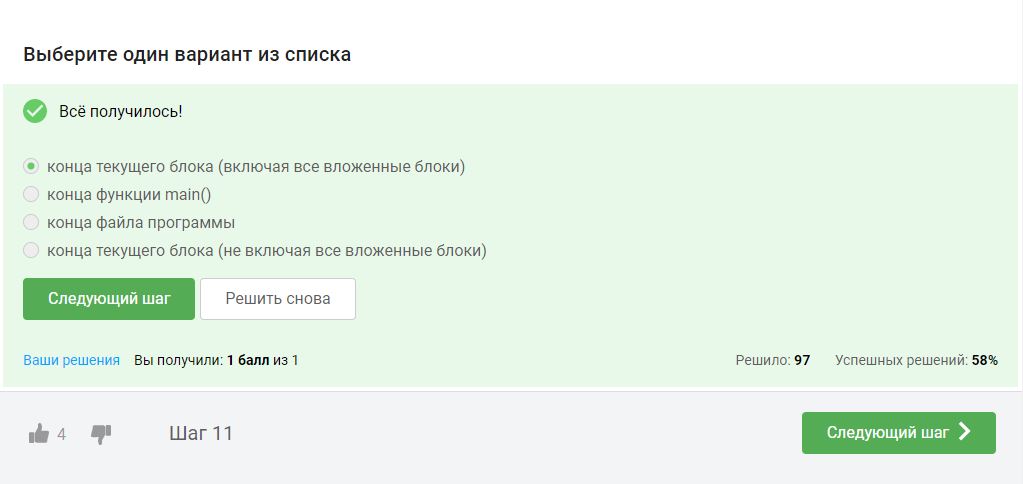 Выберите один вариант из списка
Всё получилось!
конца текущего блока (включая все вложенные блоки)
конца функции main()
конца файла программы
конца текущего блока (не включая все вложенные блоки)
Следующий шаг Решить снова
Ваши решения Вы получили: 1 балл из 1 Решило: 97 Успешных решений: 58%
4 Шаг 11 Следующий шаг